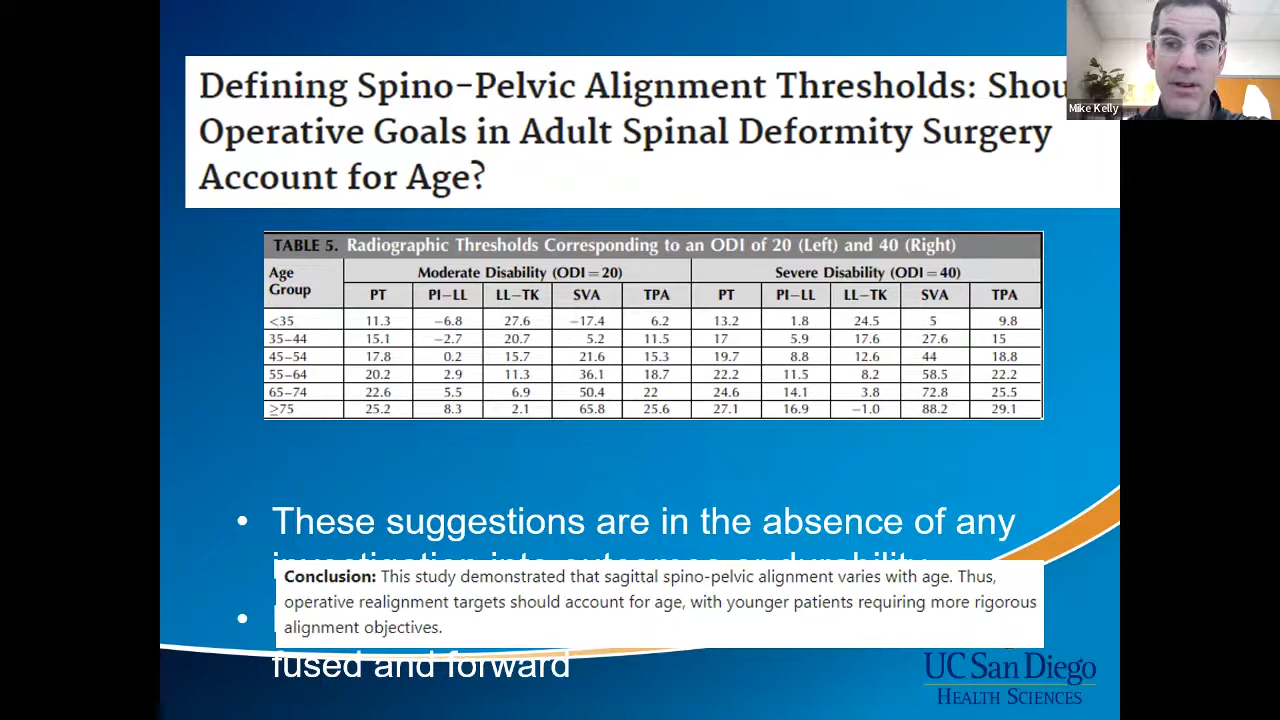 Defining Spino-Pelvic Alignment Thresholds: Shou
Operative Goals in Adult Spinal Deformity Surgery
Account for Age?
Mike Kelly
TABLE 5. Radiographic Thresholds Corresponding to an ODI of 20 (Left) and 40 (Right)
Age Group Moderate Disability (ODI = 20) Severe Disability (ODI = 40)
PT PI−LL LL−TK SVA TPA PT PI−LL LL−TK SVA TPA
<35 11.3 −6.8 27.6 −17.4 6.2 13.2 1.8 24.5 5 9.8
35–44 15.1 −2.7 20.7 5.2 11.5 17 5.9 17.6 27.6 15
45–54 17.8 0.2 15.7 21.6 15.3 19.7 8.8 12.6 44 18.8
55–64 20.2 2.9 11.3 36.1 18.7 22.2 11.5 8.2 58.5 22.2
65–74 22.6 5.5 6.9 50.4 22 24.6 14.1 3.8 72.8 25.5
≥75 25.2 8.3 2.1 65.8 25.6 27.1 16.9 −1.0 88.2 29.1
• These suggestions are in the absence of any
Conclusion: This study demonstrated that sagittal spino-pelvic alignment varies with age. Thus,
operative realignment targets should account for age, with younger patients requiring more rigorous
alignment objectives.
fused and forward
UC San Diego
HEALTH SCIENCES